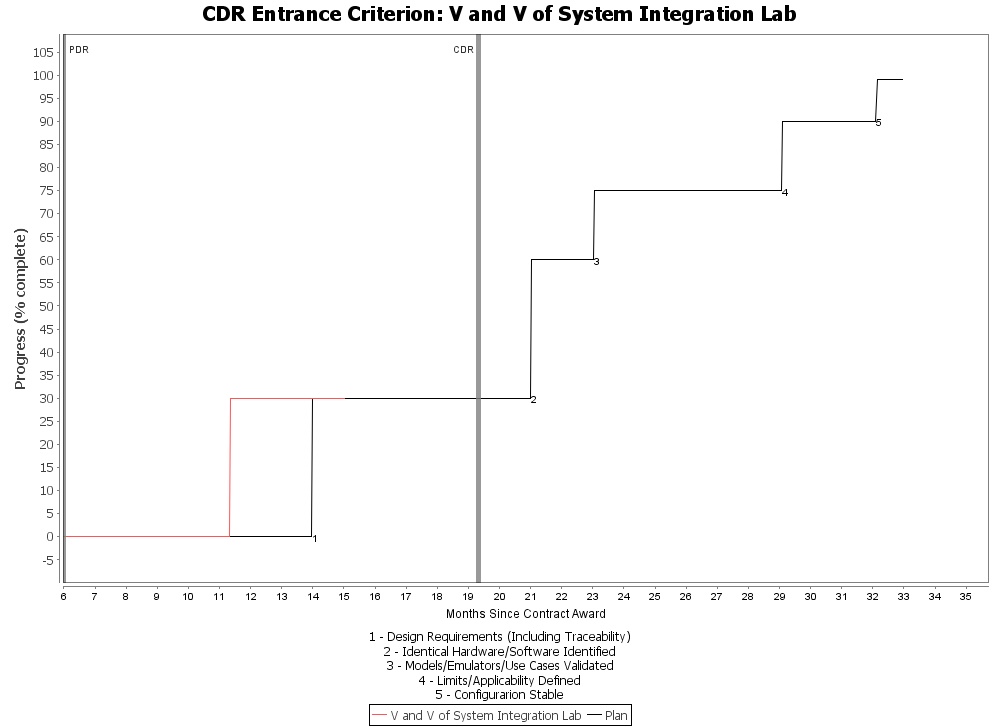 CDR Entrance Criterion: V and V of System Integration Lab
PDR
CDR
Progress (% complete)
105
100
95
90
85
80
75
70
65
60
55
50
45
40
35
30
25
20
15
10
5
0
-5
1
2
3
4
5
6 7 8 9 10 11 12 13 14 15 16 17 18 19 20 21 22 23 24 25 26 27 28 29 30 31 32 33 34 35
Months Since Contract Award
1 - Design Requirements (Including Traceability)
2 - Identical Hardware/Software Identified
3 - Models/Emulators/Use Cases Validated
4 - Limits/Applicability Defined
5 - Configurarion Stable
V and V of System Integration Lab Plan